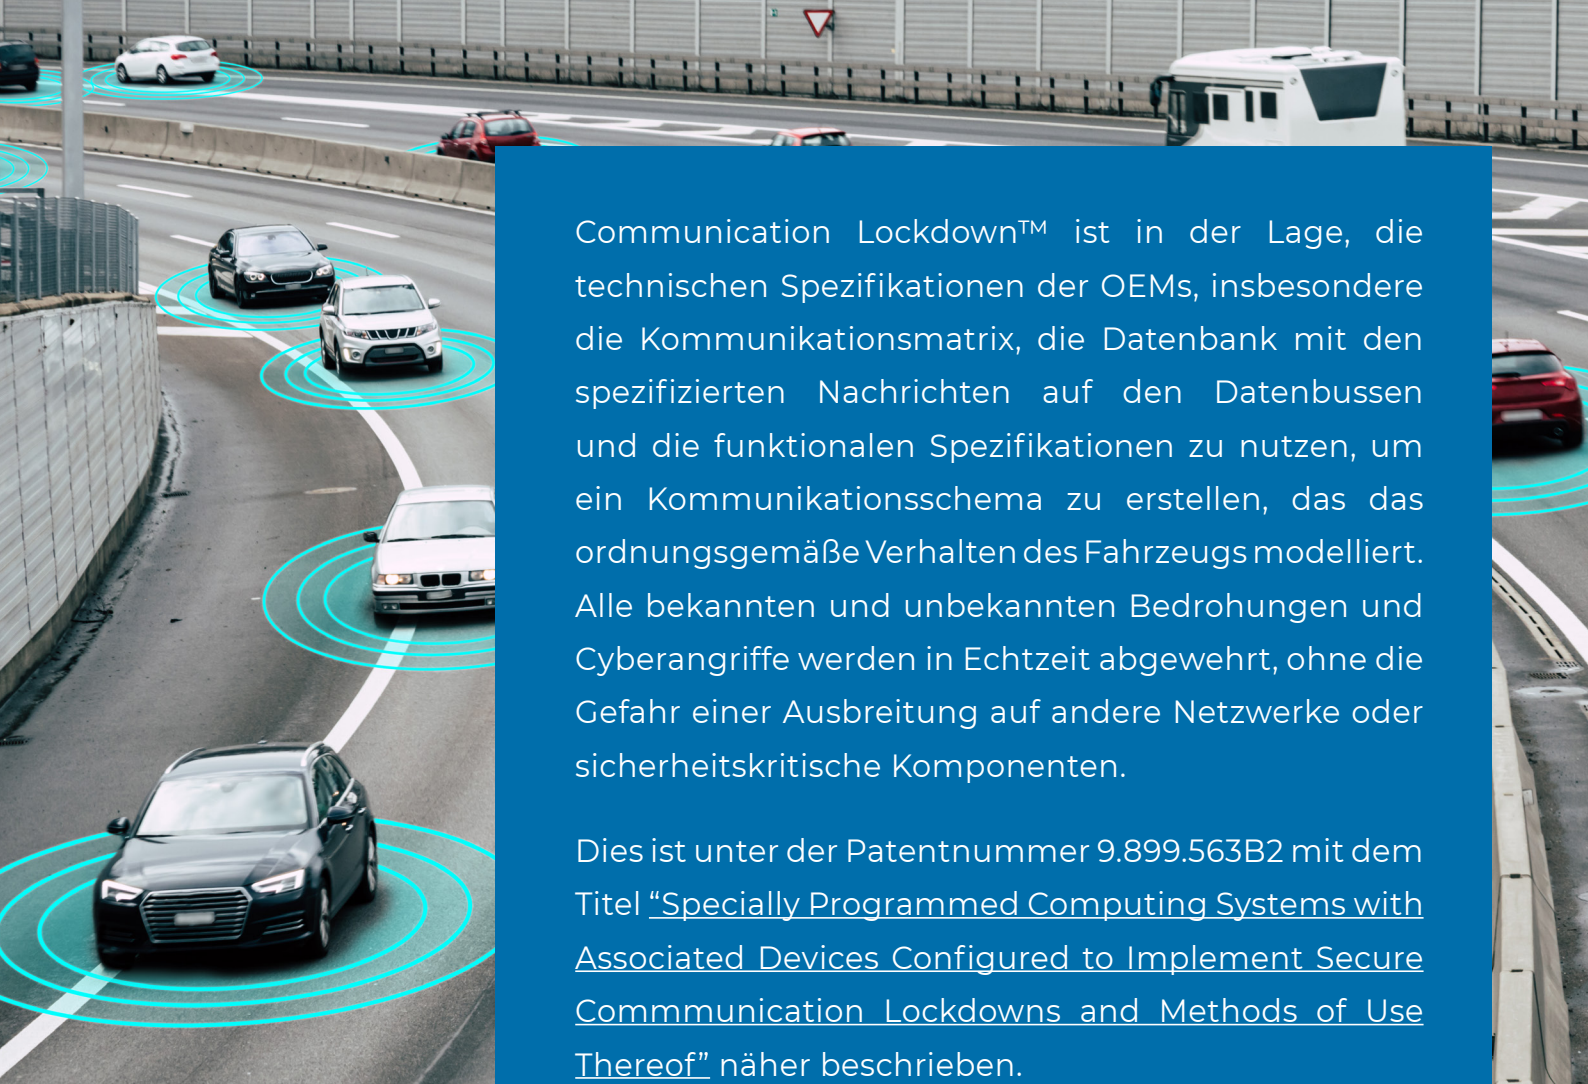 Communication Lockdown™ ist in der Lage, die
technischen Spezifikationen der OEMs, insbesondere
die Kommunikationsmatrix, die Datenbank mit den
spezifizierten Nachrichten auf den Datenbussen
und die funktionalen Spezifikationen zu nutzen, um
ein Kommunikationsschema zu erstellen, das das
ordnungsgemäße Verhalten des Fahrzeugs modelliert.
Alle bekannten und unbekannten Bedrohungen und
Cyberangriffe werden in Echtzeit abgewehrt, ohne die
Gefahr einer Ausbreitung auf andere Netzwerke oder
sicherheitskritische Komponenten.
Dies ist unter der Patentnummer 9.899.563B2 mit dem
Titel “Specially Programmed Computing Systems with
Associated Devices Configured to Implement Secure
Commmunication Lockdowns and Methods of Use
Thereof” näher beschrieben.